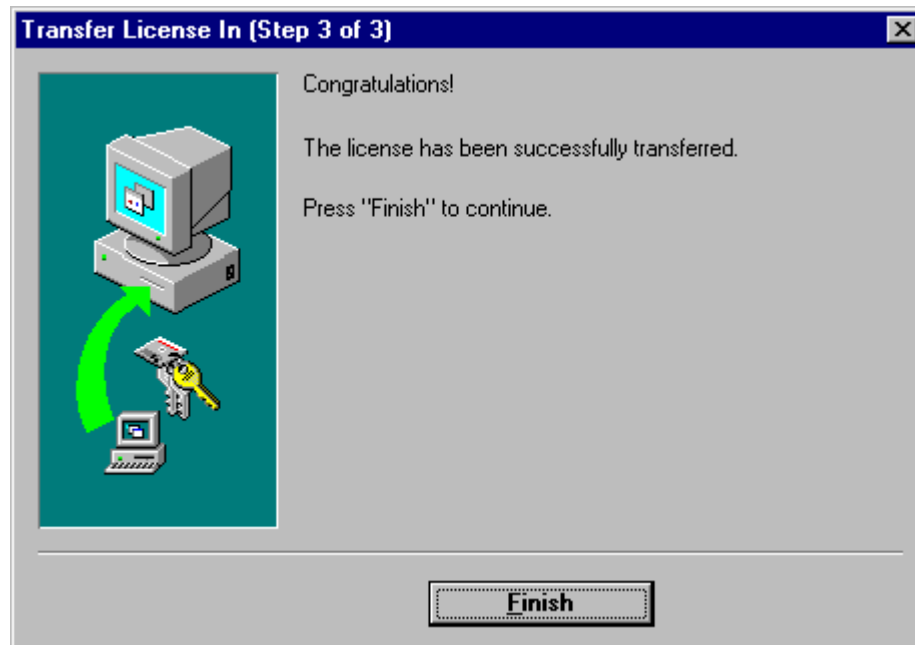 Transfer License In (Step 3 of 3)
Congratulations!
The license has been successfully transferred.
Press "Finish" to continue.
Finish